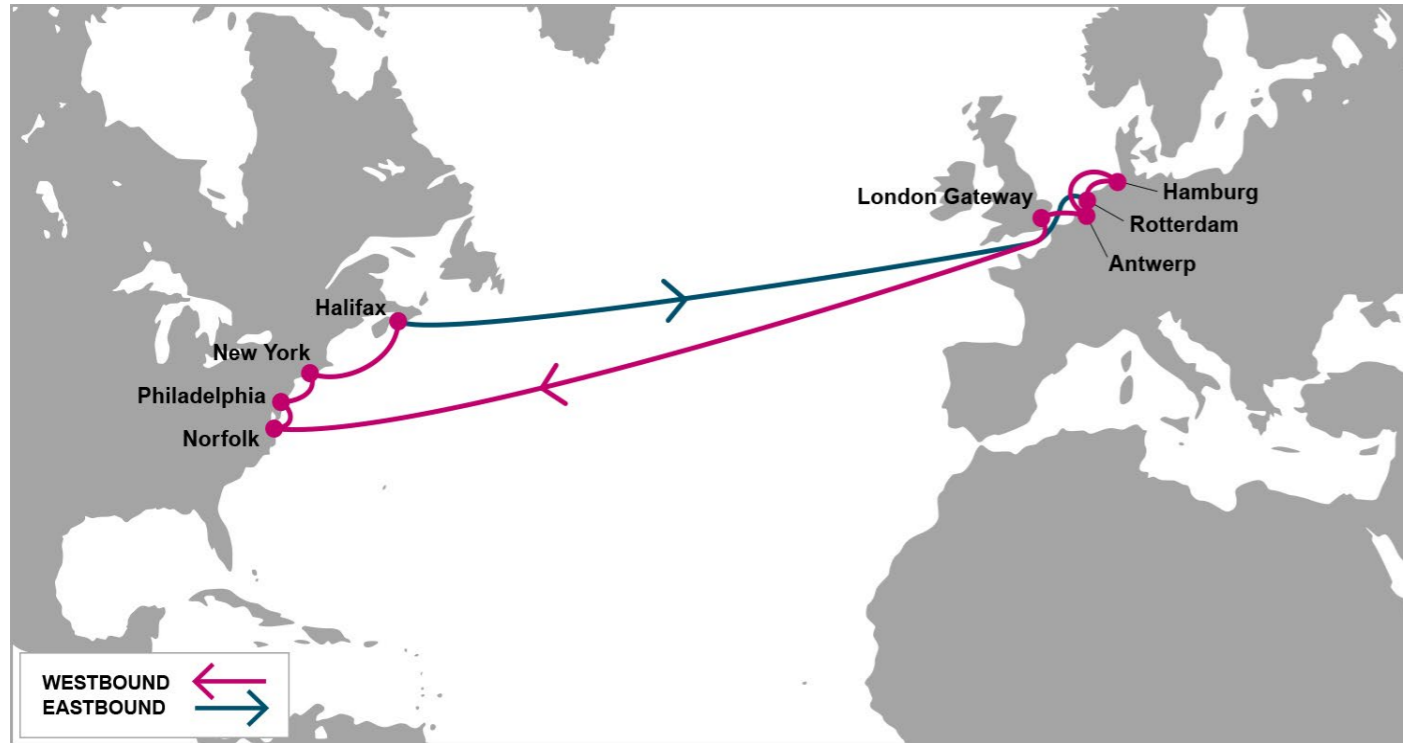 London Gateway
Hamburg
Rotterdam
Antwerp
Halifax
New York
Philadelphia
Norfolk
WESTBOUND
EASTBOUND